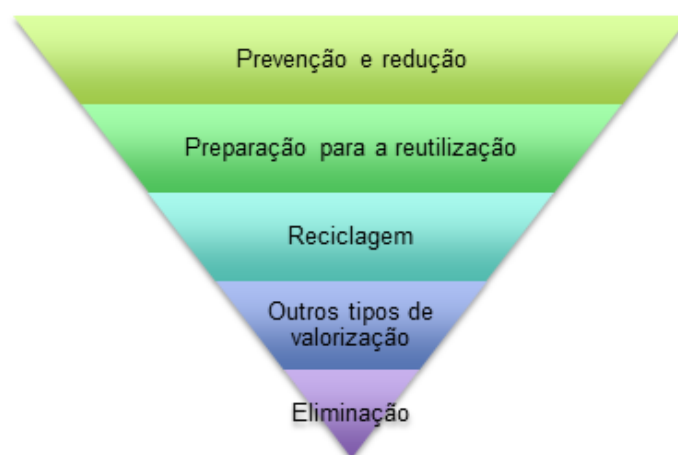 Prevenção e redução
Preparação para a reutilização
Reciclagem
Outros tipos de
valorização
Eliminação